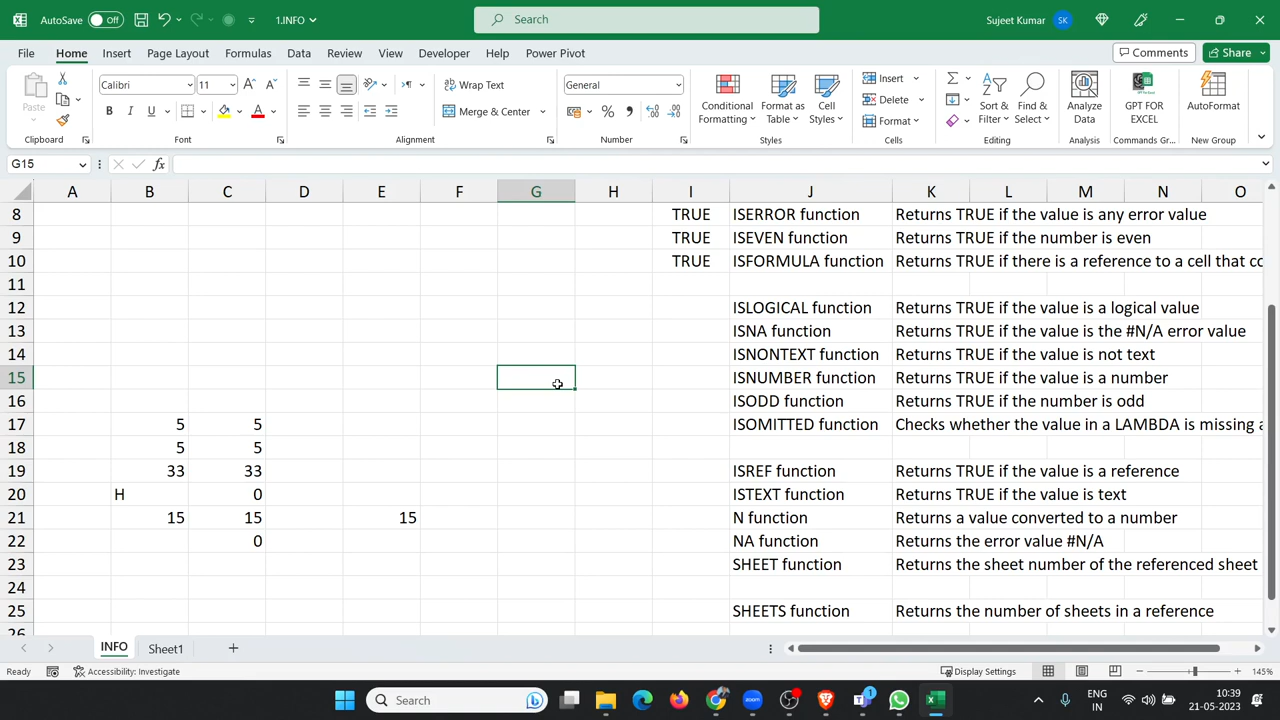 AutoSave Off 1.INFO Search Sujeet Kumar SK
File Home Insert Page Layout Formulas Data Review View Developer Help Power Pivot Comments Share
Paste Calibri 11 Wrap Text General Conditional Formatting Format as Table Cell Styles Insert Sort & Filter Find & Select Analyze Data GPT FOR EXCEL AutoFormat
B I U A Merge & Center % Delete
Format
Clipboard Font Alignment Number Styles Cells Editing Analysis Commands Gr... New Group
G15 fx
A B C D E F G H I J K L M N O
8 TRUE ISERROR function Returns TRUE if the value is any error value
9 TRUE ISEVEN function Returns TRUE if the number is even
10 TRUE ISFORMULA function Returns TRUE if there is a reference to a cell that co
11
12 ISLOGICAL function Returns TRUE if the value is a logical value
13 ISNA function Returns TRUE if the value is the #N/A error value
14 ISNONTEXT function Returns TRUE if the value is not text
15 ISNUMBER function Returns TRUE if the value is a number
16 ISODD function Returns TRUE if the number is odd
17 5 5 ISOMITTED function Checks whether the value in a LAMBDA is missing a
18 5 5
19 33 33 ISREF function Returns TRUE if the value is a reference
20 H 0 ISTEXT function Returns TRUE if the value is text
21 15 15 15 N function Returns a value converted to a number
22 0 NA function Returns the error value #N/A
23 SHEET function Returns the sheet number of the referenced sheet
24
25 SHEETS function Returns the number of sheets in a reference
26
INFO Sheet1
Ready Accessibility: Investigate Display Settings 145%
Search 1 ENG IN 10:39 21-05-2023